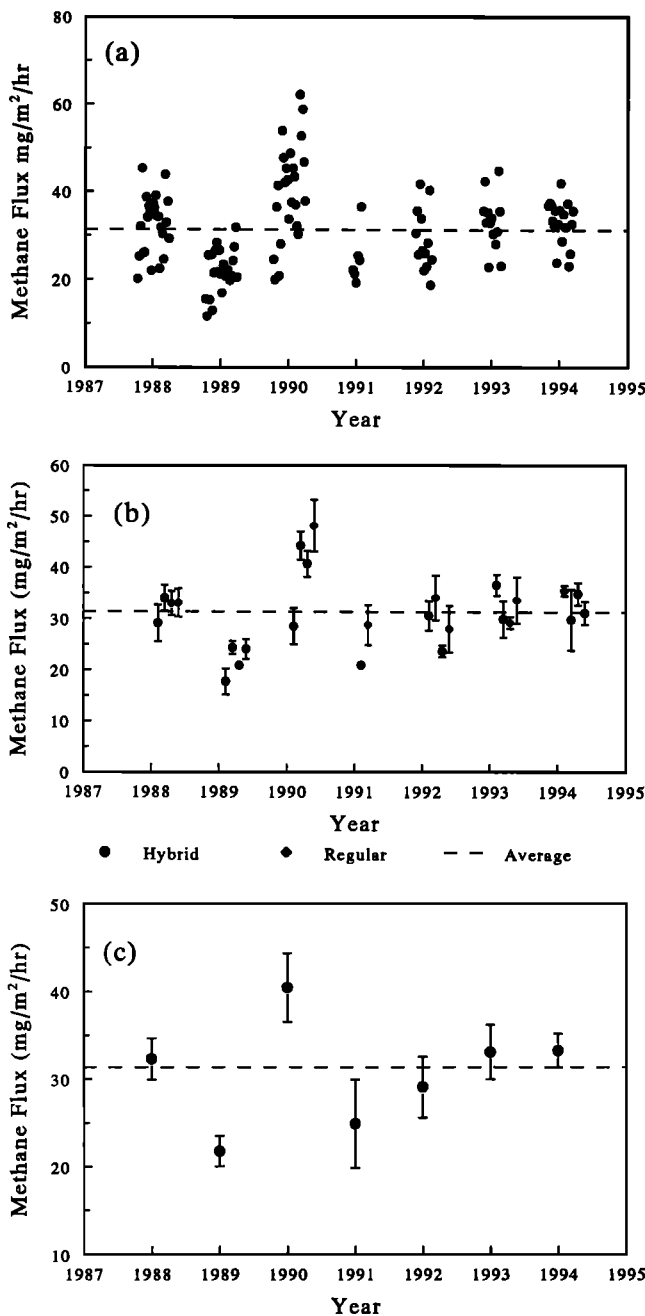 80
(a)
60
Methane Flux mg/m²/hr
40
20
0
1987 1988 1989 1990 1991 1992 1993 1994 1995
Year
60
(b)
50
Methane Flux (mg/m²/hr)
40
30
20
10
0
1987 1988 1989 1990 1991 1992 1993 1994 1995
Year
Hybrid Regular Average
50
(c)
40
Methane Flux (mg/m²/hr)
30
20
10
1987 1988 1989 1990 1991 1992 1993 1994 1995
Year